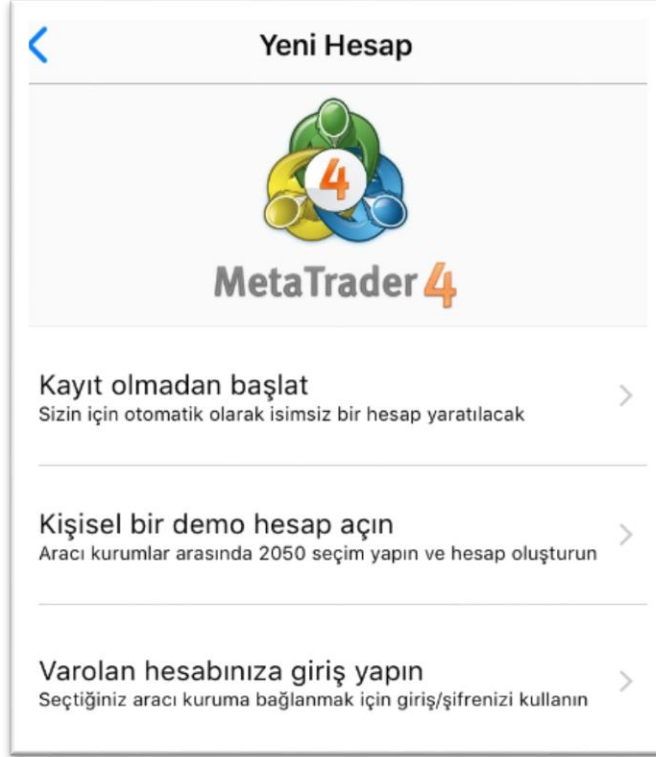 Yeni Hesap
4
MetaTrader 4
Kayıt olmadan başlat
Sizin için otomatik olarak isimsiz bir hesap yaratılacak
Kişisel bir demo hesap açın
Aracı kurumlar arasında 2050 seçim yapın ve hesap oluşturun
Varolan hesabınıza giriş yapın
Seçtiğiniz aracı kuruma bağlanmak için giriş/şifrenizi kullanın